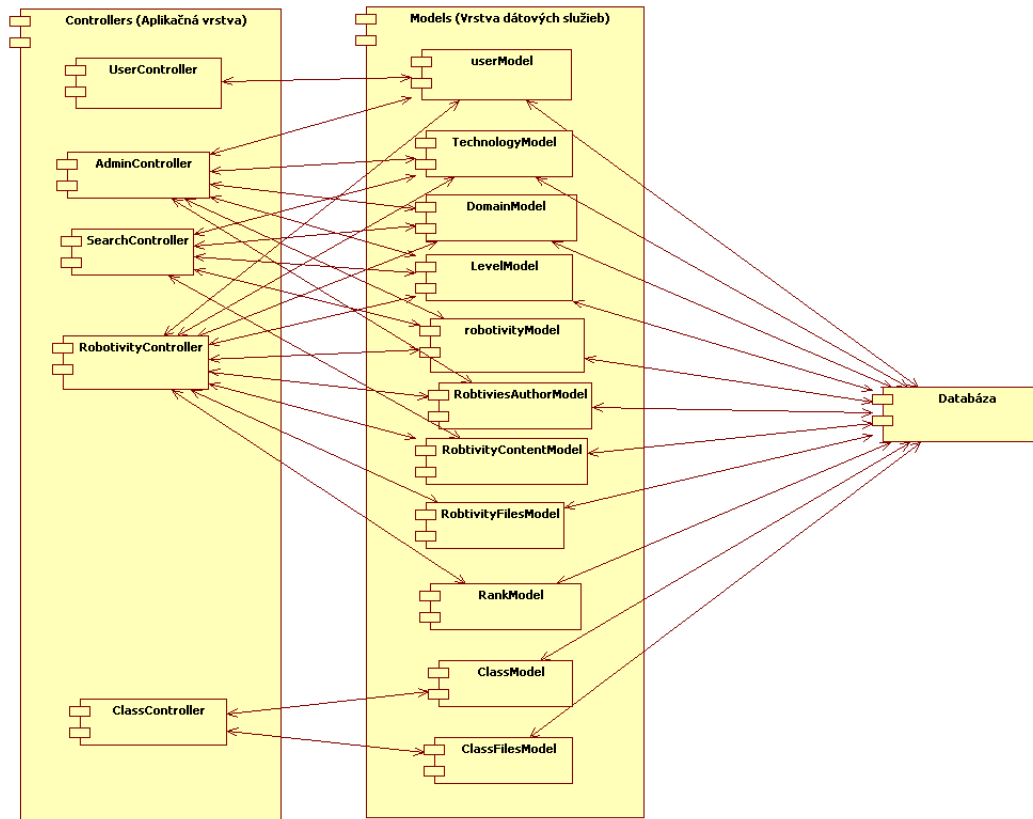 Controllers (Aplikačná vrstva)
UserController
AdminController
SearchController
RobotivityController
ClassController
Models (Vrstva dátových služieb)
userModel
TechnologyModel
DomainModel
LevelModel
robotivityModel
RobtiviesAuthorModel
RobtivityContentModel
RobtivityFilesModel
RankModel
ClassModel
ClassFilesModel
Databáza